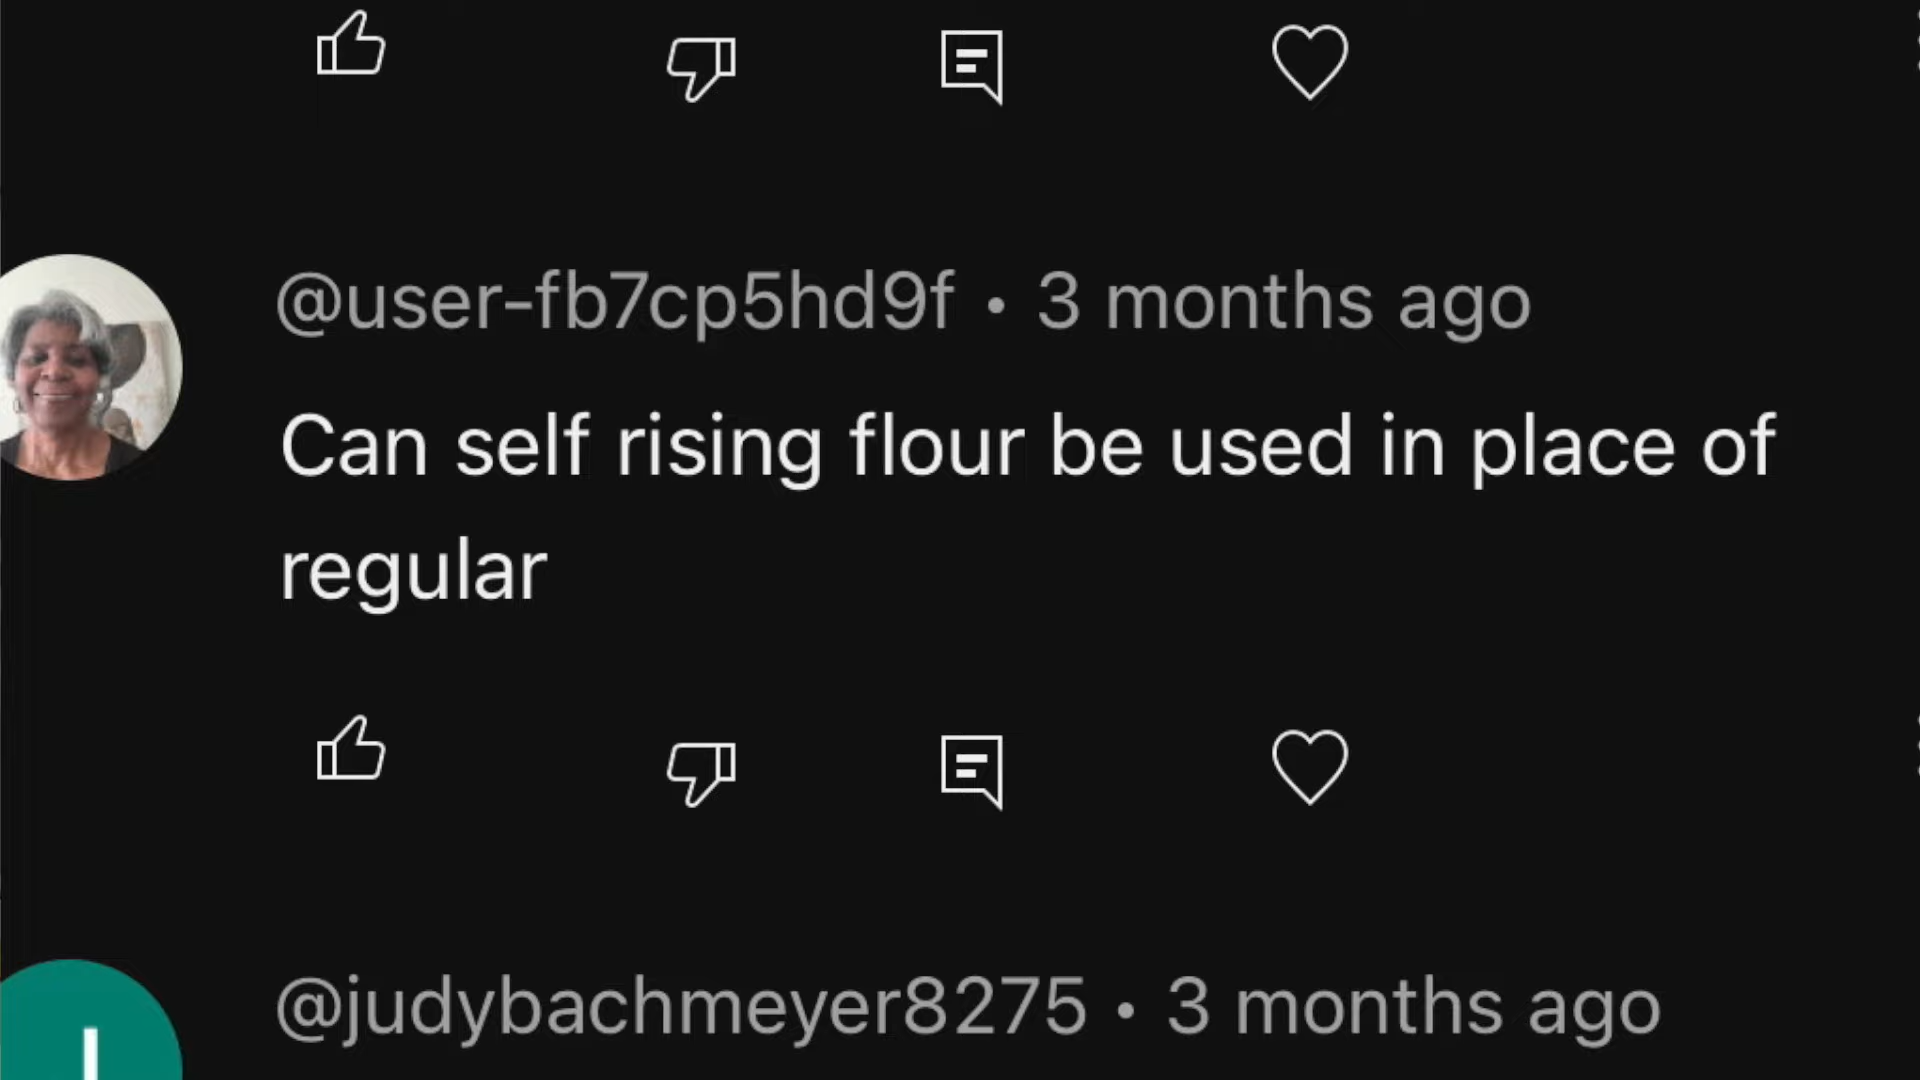 @user-fb7cp5hd9f • 3 months ago
Can self rising flour be used in place of
regular
@judybachmeyer8275 • 3 months ago